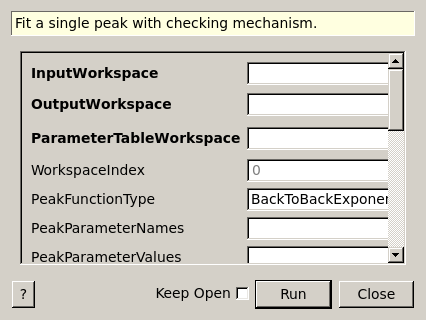 Fit a single peak with checking mechanism.
InputWorkspace
OutputWorkspace
ParameterTableWorkspace
WorkspaceIndex 0
PeakFunctionType BackToBackExponen
PeakParameterNames
PeakParameterValues
? Keep Open Run Close